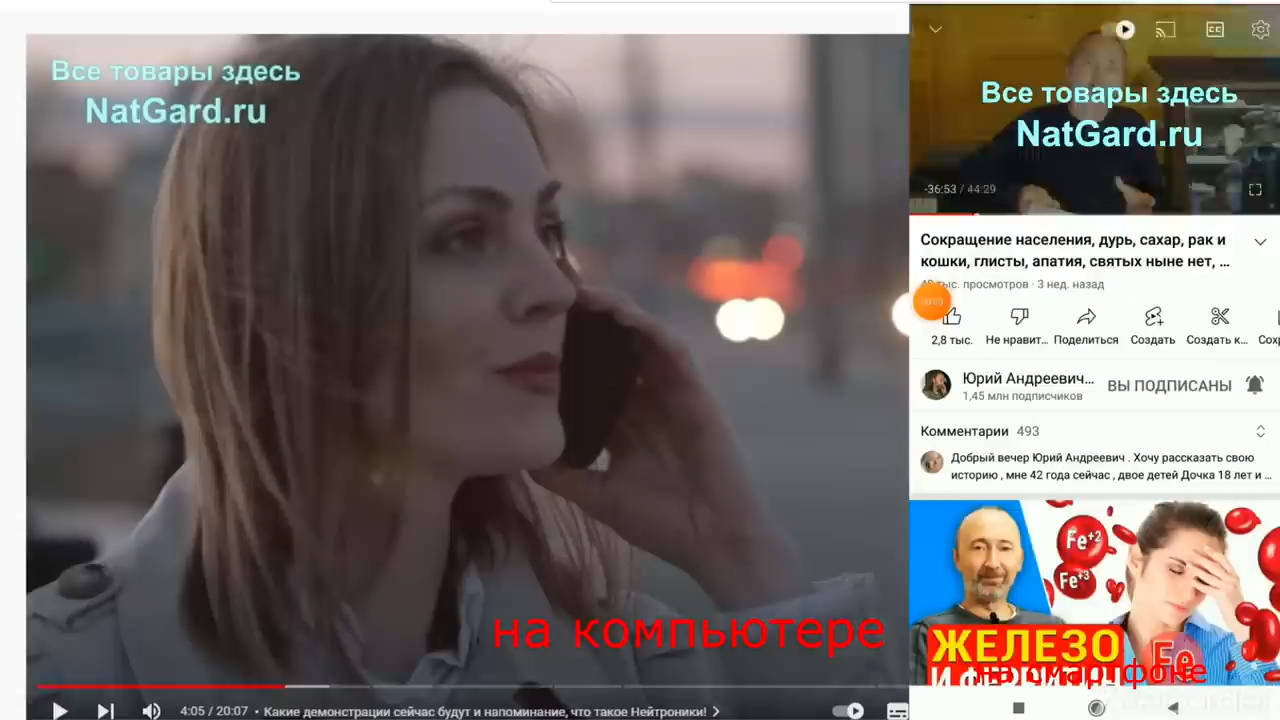 Все товары здесь
NatGard.ru
на компьютере
4:05 / 20:07 • Какие демонстрации сейчас будут и напоминание, что такое Нейтроники!
Все товары здесь
NatGard.ru
-36:53 / 44:29
Сокращение населения, дурь, сахар, рак и
кошки, глисты, апатия, святых ныне нет, ...
тыс. просмотров · 3 нед. назад
2,8 тыс.
Не нравит...
Поделиться
Создать
Создать к...
Юрий Андреевич...
ВЫ ПОДПИСАНЫ
1,45 млн подписчиков
Комментарии 493
Добрый вечер Юрий Андреевич . Хочу рассказать свою
историю , мне 42 года сейчас , двое детей Дочка 18 лет и ...
Fe+2
Fe+3
ЖЕЛЕЗО
Fe